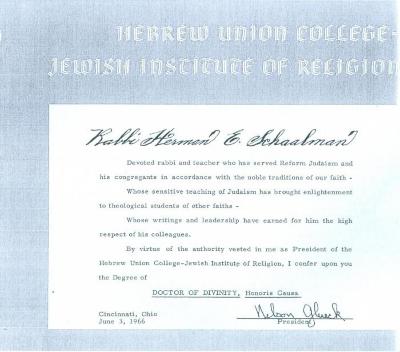 HEBREW UNION COLLEGE-
JEWISH INSTITUTE OF RELIGION
Rabbi Herman E. Schaalman
Devoted rabbi and teacher who has served Reform Judaism and
his congregants in accordance with the noble traditions of our faith -
Whose sensitive teaching of Judaism has brought enlightenment
to theological students of other faiths -
Whose writings and leadership have earned for him the high
respect of his colleagues.
By virtue of the authority vested in me as President of the
Hebrew Union College-Jewish Institute of Religion, I confer upon you
the Degree of
DOCTOR OF DIVINITY, Honoris Causa
Cincinnati, Ohio Nelson Glueck
June 3, 1966 President